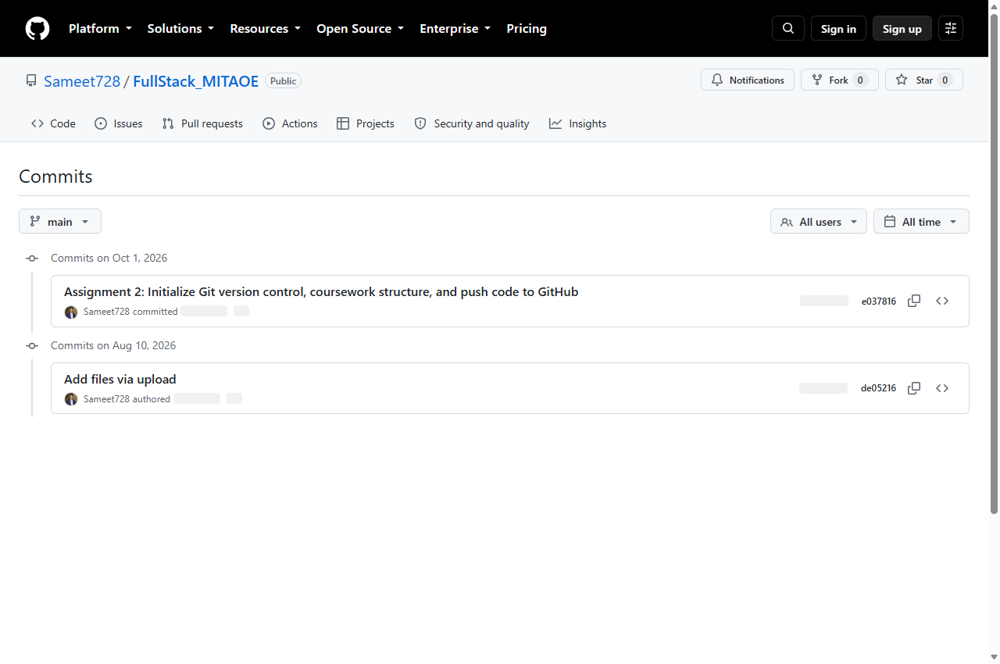 Platform Solutions Resources Open Source Enterprise Pricing Sign in Sign up
Sameet728 / FullStack_MITAOE Public Notifications Fork 0 Star 0
Code Issues Pull requests Actions Projects Security and quality Insights
Commits
main All users All time
Commits on Oct 1, 2026
Assignment 2: Initialize Git version control, coursework structure, and push code to GitHub
Sameet728 committed e037816
Commits on Aug 10, 2026
Add files via upload
Sameet728 authored de05216